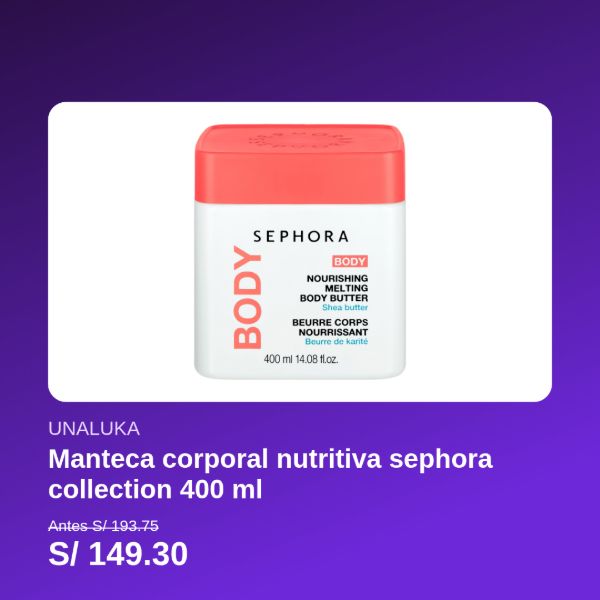 SEPHORA
BODY
BODY
NOURISHING
MELTING
BODY BUTTER
Shea butter
BEURRE CORPS
NOURRISSANT
Beurre de karité
400 ml 14.08 fl.oz.
UNALUKA
Manteca corporal nutritiva sephora
collection 400 ml
Antes S/ 193.75
S/ 149.30